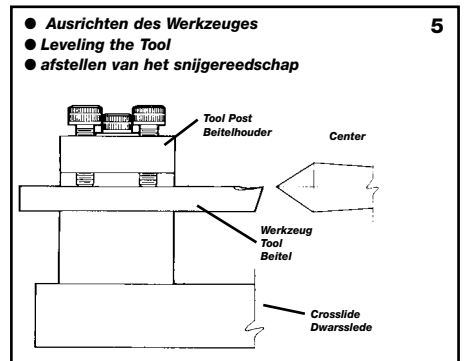 ● Ausrichten des Werkzeuges
● Leveling the Tool
● afstellen van het snijgereedschap
5
Tool Post
Beitelhouder
Center
Werkzeug
Tool
Beitel
Crosslide
Dwarsslede